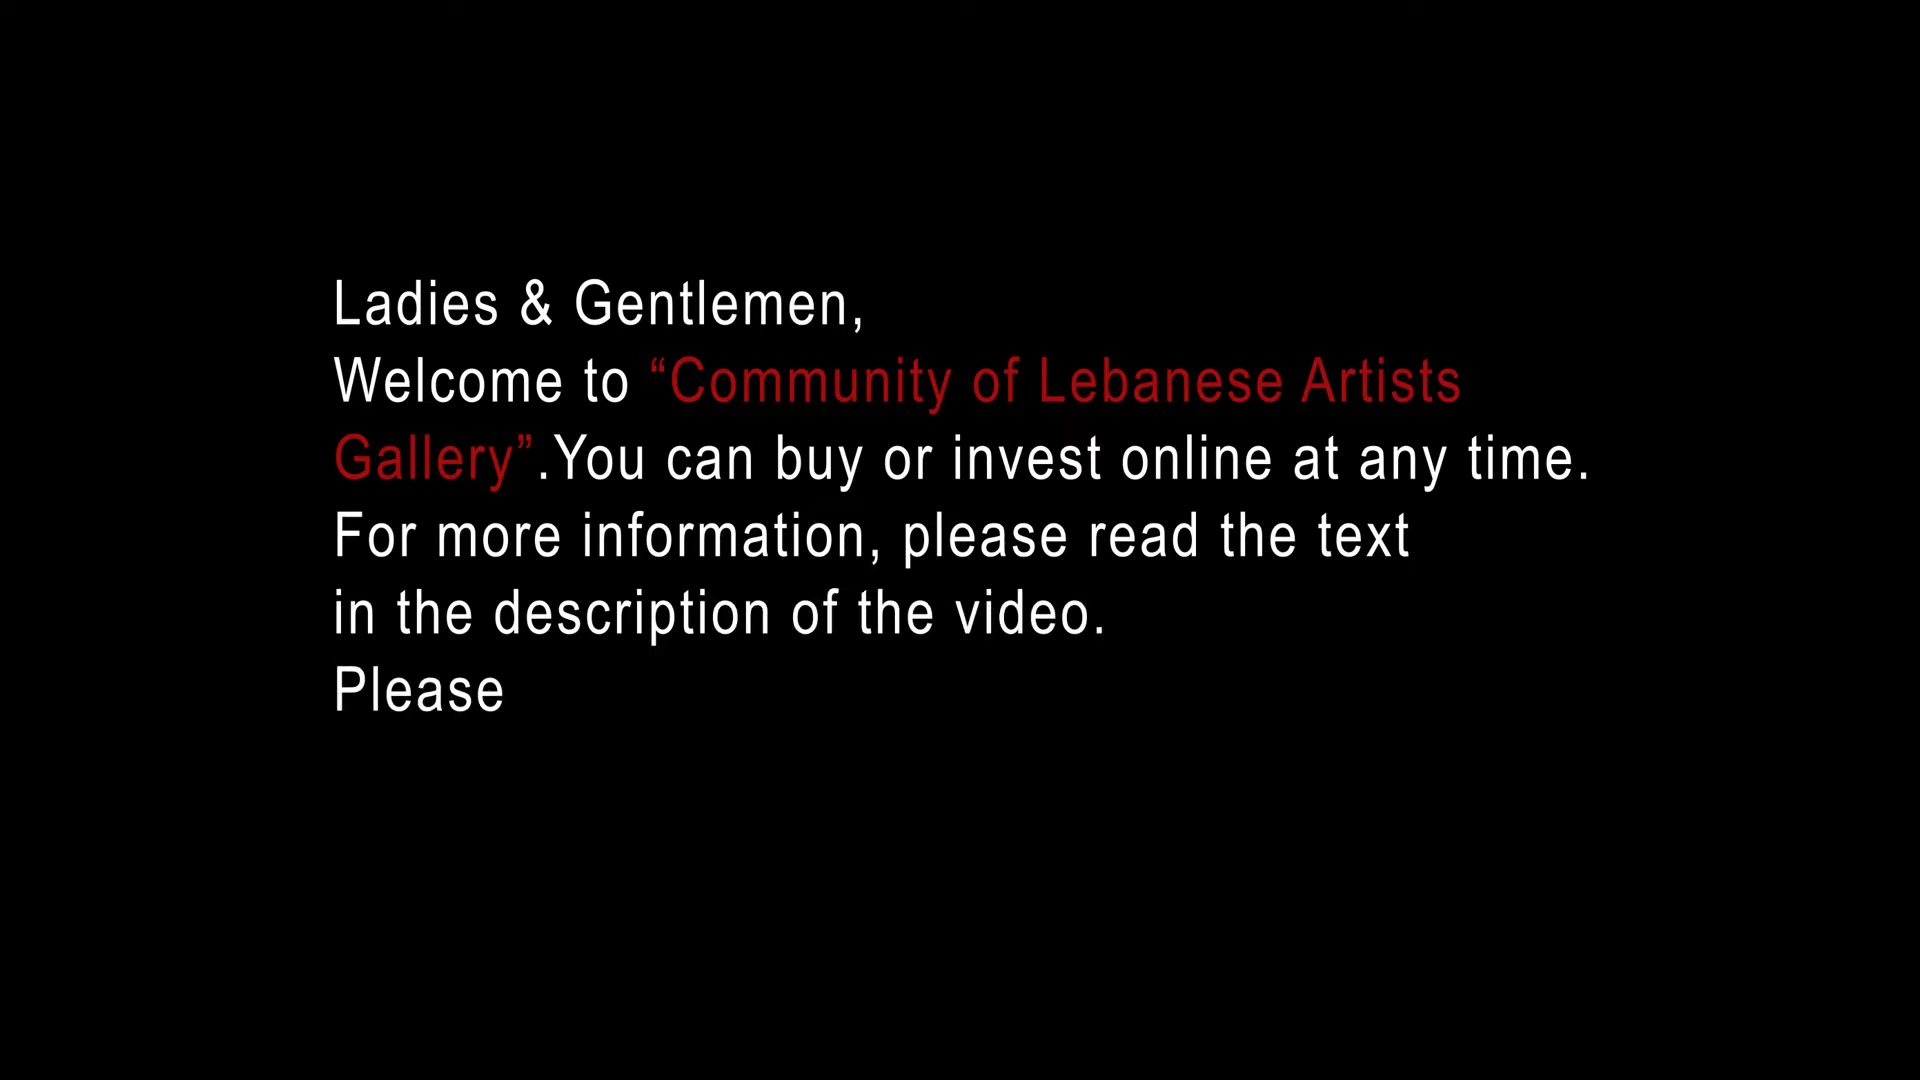 Ladies & Gentlemen,
Welcome to “Community of Lebanese Artists
Gallery”.You can buy or invest online at any time.
For more information, please read the text
in the description of the video.
Please